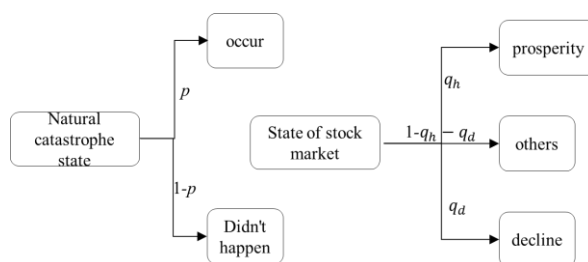 occur
p
Natural
catastrophe
state
1-p
Didn't
happen
prosperity
q_h
State of stock
market
1-q_h − q_d
others
q_d
decline